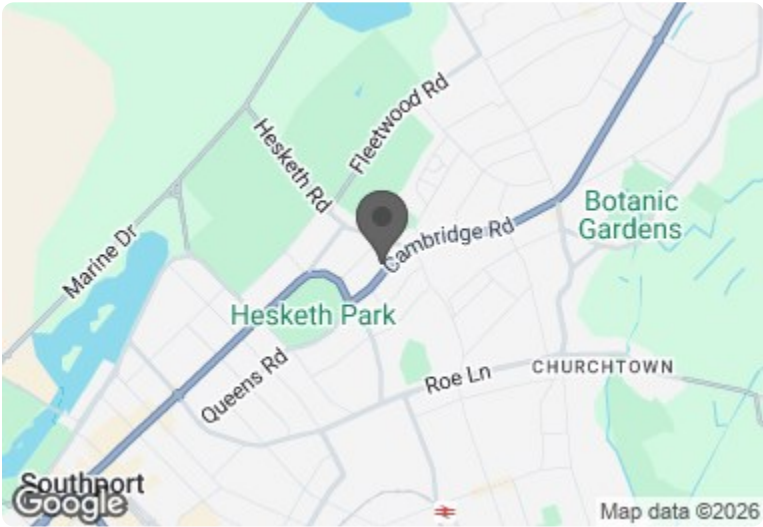 Fleetwood Rd
Hesketh Rd
Marine Dr
Cambridge Rd
Botanic
Gardens
Hesketh Park
Queens Rd
Roe Ln
CHURCHTOWN
Southport
Google
Map data ©2026